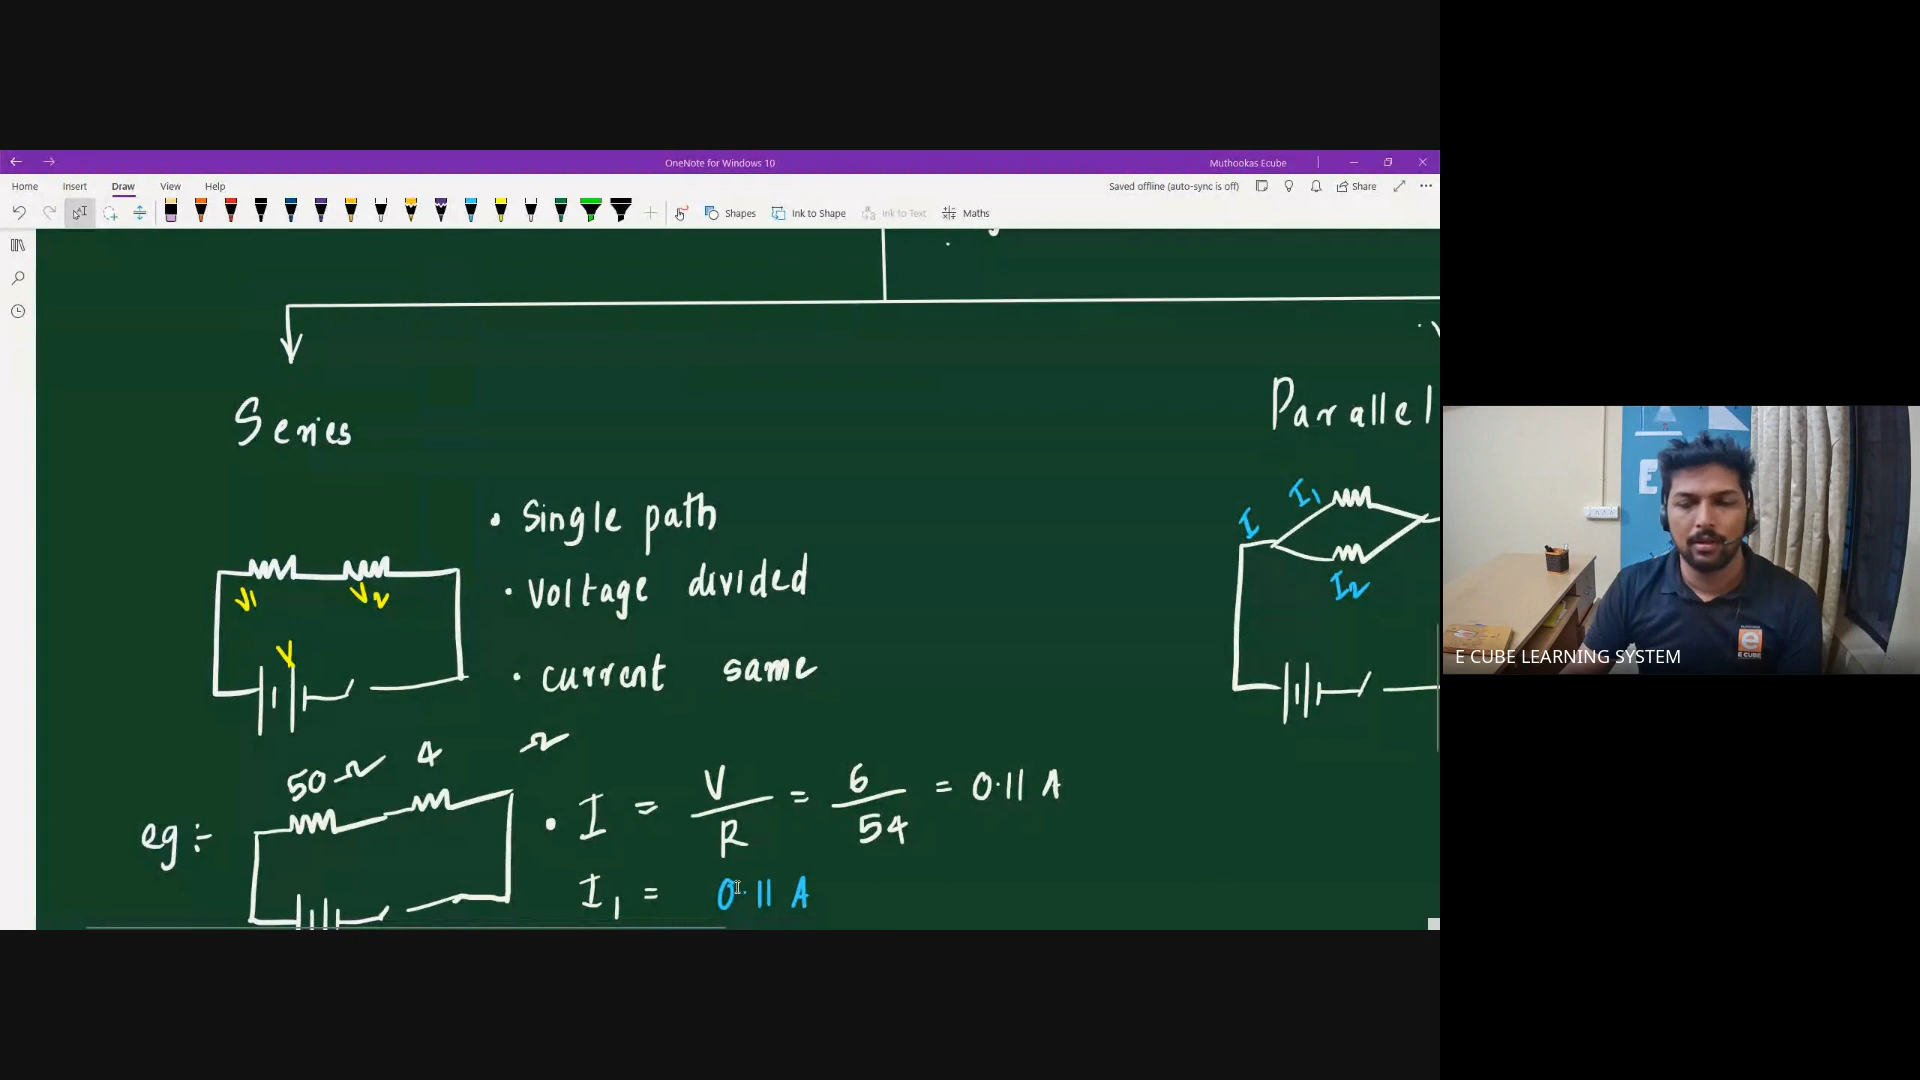 OneNote for Windows 10
Muthookas Ecube
Home Insert Draw View Help
Saved offline (auto-sync is off)
Share
Shapes
Ink to Shape
Ink to Text
Maths
Series
Parallel
• Single path
• Voltage divided
• current same
V1 V2
V
I I1
I2
50 Ω 4 Ω
eg :-
• I = V/R = 6/54 = 0.11 A
I1 = 0.11 A
E
e
E CUBE LEARNING SYSTEM